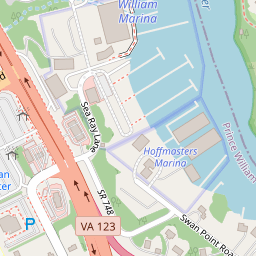 William
Marina
Sea Ray Lane
Hoffmasters
Marina
Prince William
SR 748
VA 123
Swan Point Road
P